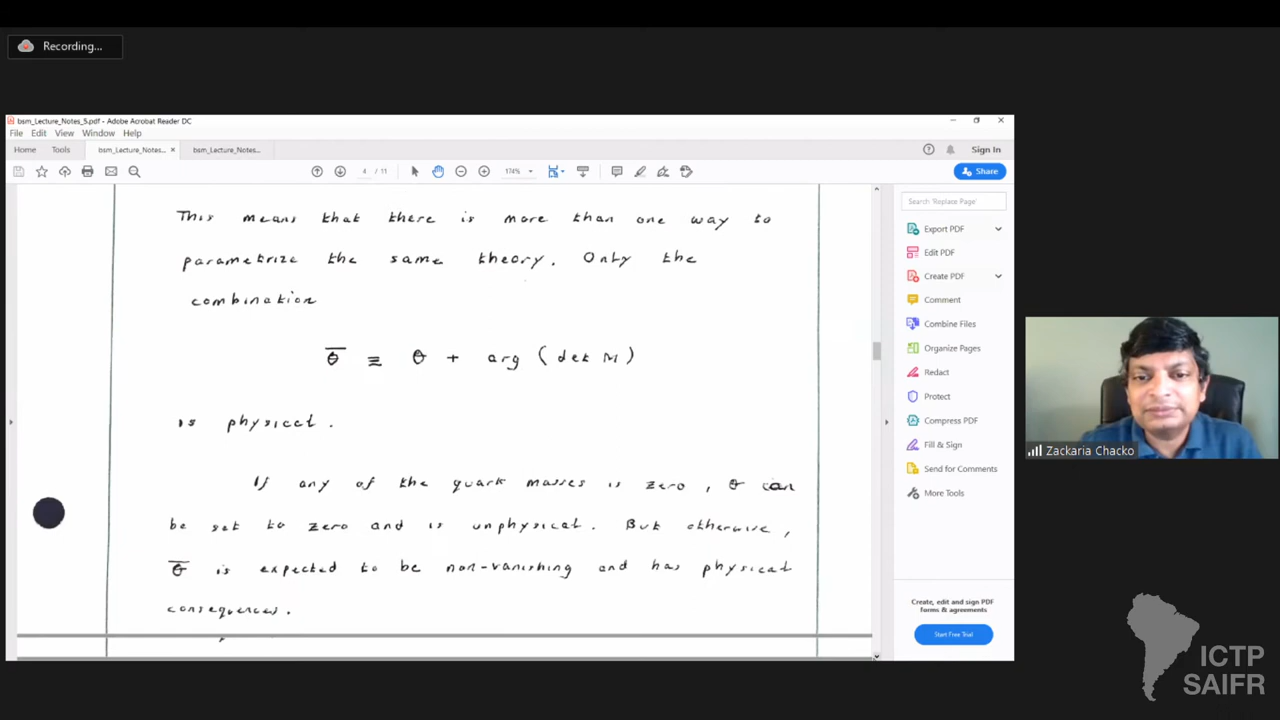 Recording...
bsm_Lecture_Notes_5.pdf - Adobe Acrobat Reader DC
File Edit View Window Help
Home Tools bsm_Lecture_Notes... × bsm_Lecture_Notes... Sign In
4 / 11 174% Share
This means that there is more than one way to
parametrize the same theory. Only the
combination
θ̅ ≡ θ + arg (det M)
is physical.
If any of the quark masses is zero, θ can
be set to zero and is unphysical. But otherwise,
θ̅ is expected to be non-vanishing and has physical
consequences.
Search 'Replace Page'
Export PDF
Edit PDF
Create PDF
Comment
Combine Files
Organize Pages
Redact
Protect
Compress PDF
Fill & Sign
Send for Comments
More Tools
Create, edit and sign PDF
forms & agreements
Start Free Trial
Zackaria Chacko
ICTP
SAIFR